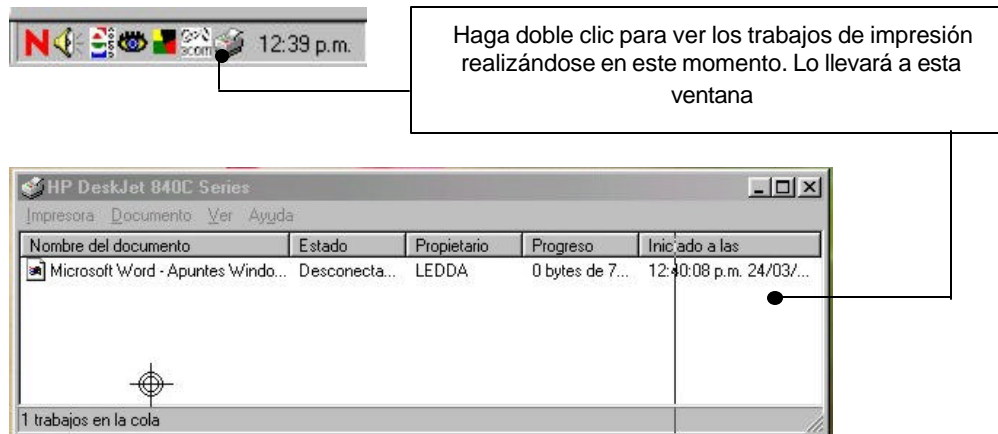 12:39 p.m.
Haga doble clic para ver los trabajos de impresión
realizándose en este momento. Lo llevará a esta
ventana
HP DeskJet 840C Series
Impresora Documento Ver Ayuda
Nombre del documento Estado Propietario Progreso Iniciado a las
Microsoft Word - Apuntes Windo... Desconecta... LEDDA 0 bytes de 7... 12:40:08 p.m. 24/03/...
1 trabajos en la cola